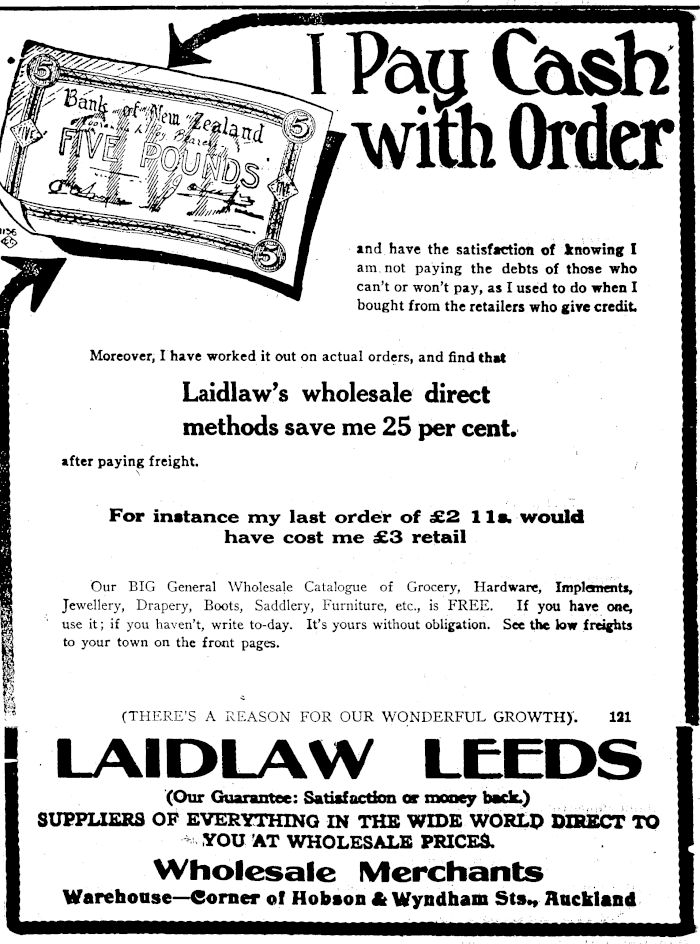 I Pay Cash
with Order
5
5
Bank of New Zealand
FIVE POUNDS
FIVE
FIVE
5
1156
and have the satisfaction of knowing I
am not paying the debts of those who
can't or won't pay, as I used to do when I
bought from the retailers who give credit.
Moreover, I have worked it out on actual orders, and find that
Laidlaw's wholesale direct
methods save me 25 per cent.
after paying freight.
For instance my last order of £2 11s. would
have cost me £3 retail
Our BIG General Wholesale Catalogue of Grocery, Hardware, Implements,
Jewellery, Drapery, Boots, Saddlery, Furniture, etc., is FREE. If you have one,
use it; if you haven't, write to-day. It's yours without obligation. See the low freights
to your town on the front pages.
(THERE'S A REASON FOR OUR WONDERFUL GROWTH). 121
LAIDLAW LEEDS
(Our Guarantee: Satisfaction or money back.)
SUPPLIERS OF EVERYTHING IN THE WIDE WORLD DIRECT TO
YOU AT WHOLESALE PRICES.
Wholesale Merchants
Warehouse—Corner of Hobson & Wyndham Sts., Auckland